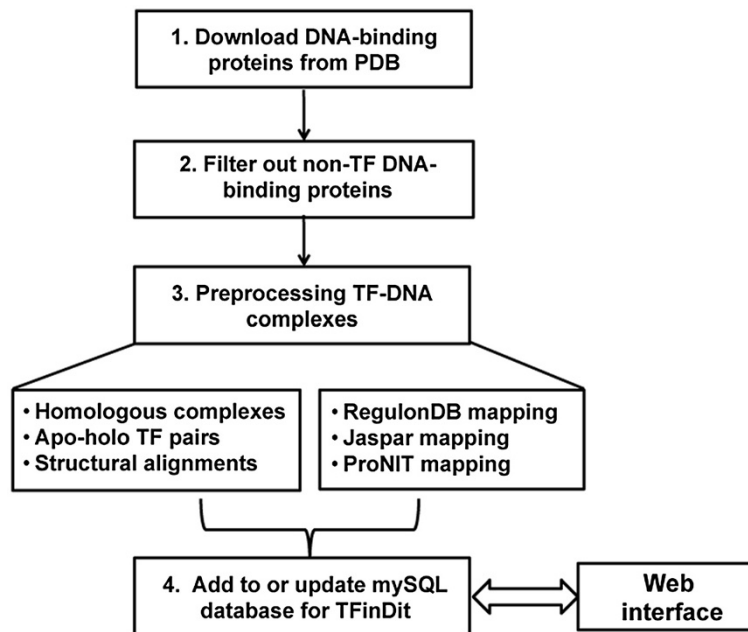 1. Download DNA-binding
proteins from PDB
2. Filter out non-TF DNA-
binding proteins
3. Preprocessing TF-DNA
complexes
• Homologous complexes
• Apo-holo TF pairs
• Structural alignments
• RegulonDB mapping
• Jaspar mapping
• ProNIT mapping
4. Add to or update mySQL
database for TFinDit
Web
interface